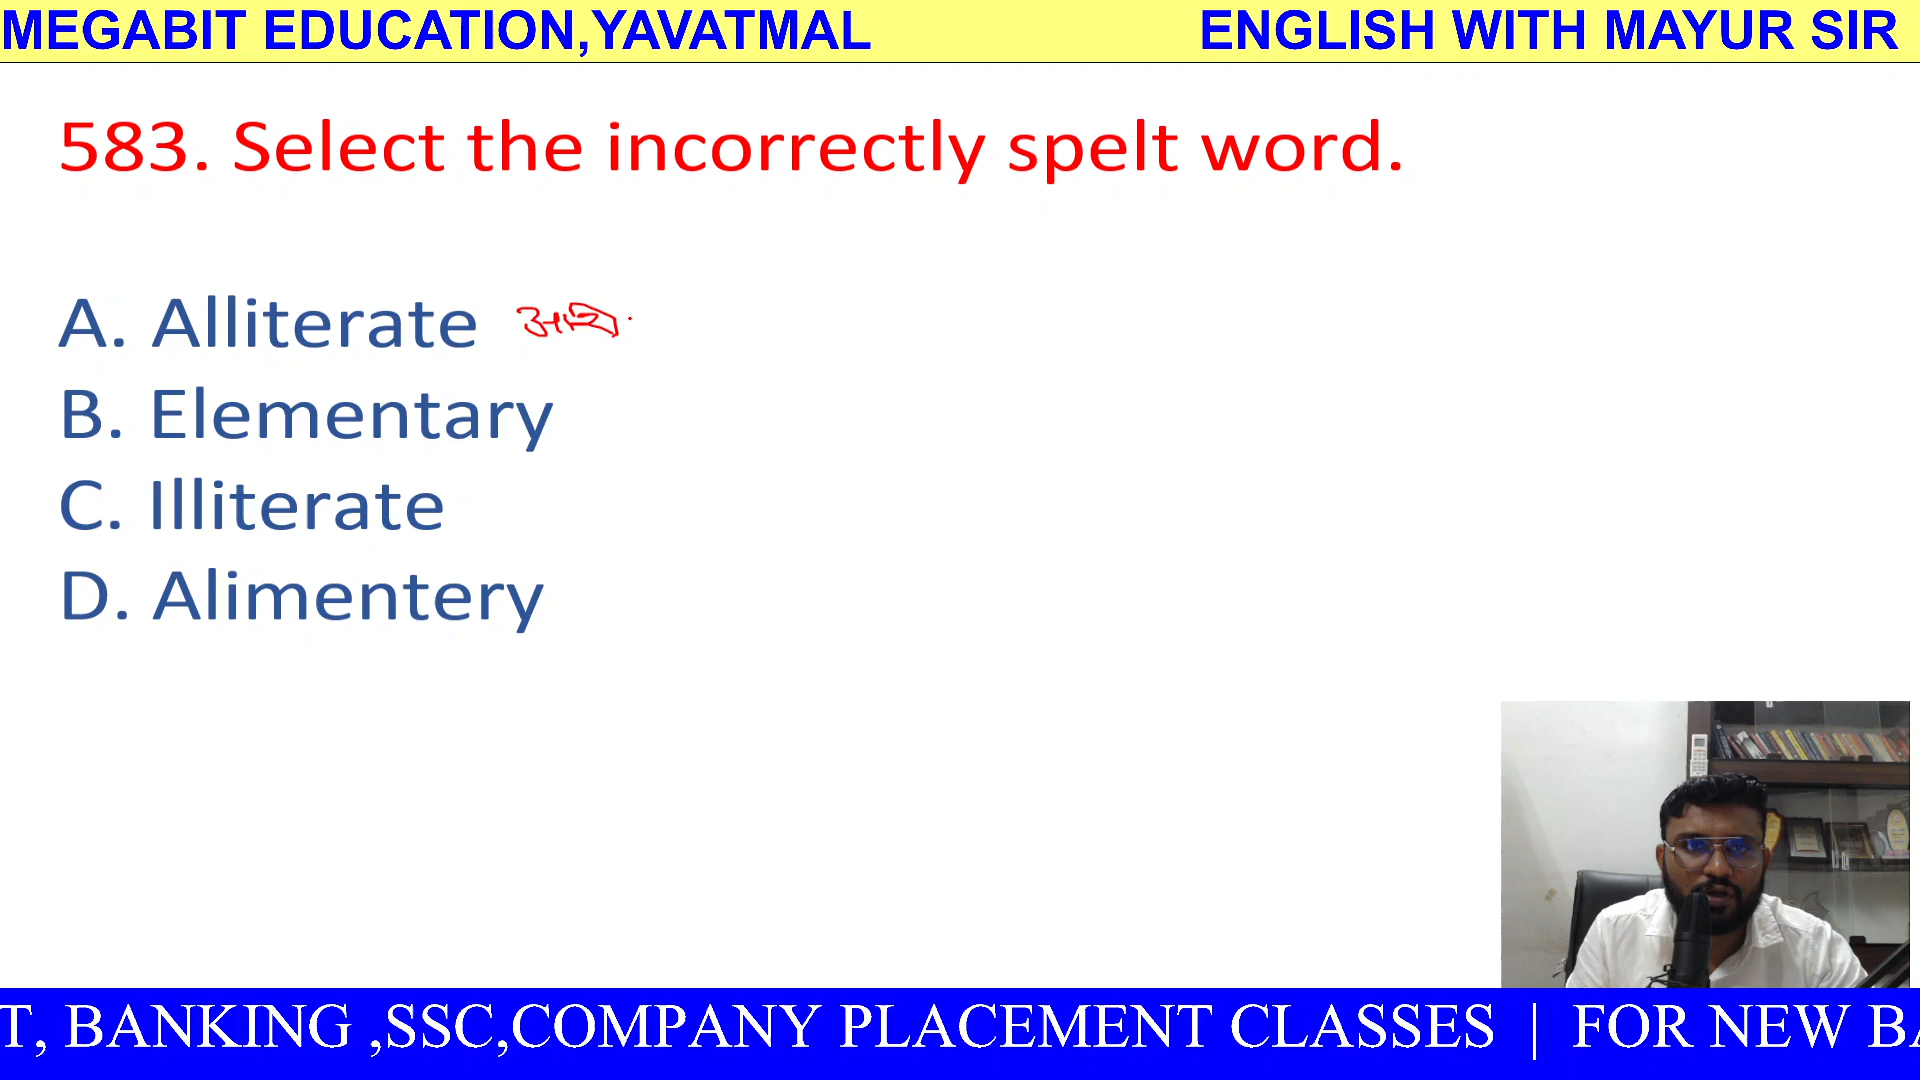 MEGABIT EDUCATION,YAVATMAL ENGLISH WITH MAYUR SIR
583. Select the incorrectly spelt word.
A. Alliterate
B. Elementary
C. Illiterate
D. Alimentery
T, BANKING ,SSC,COMPANY PLACEMENT CLASSES | FOR NEW BA